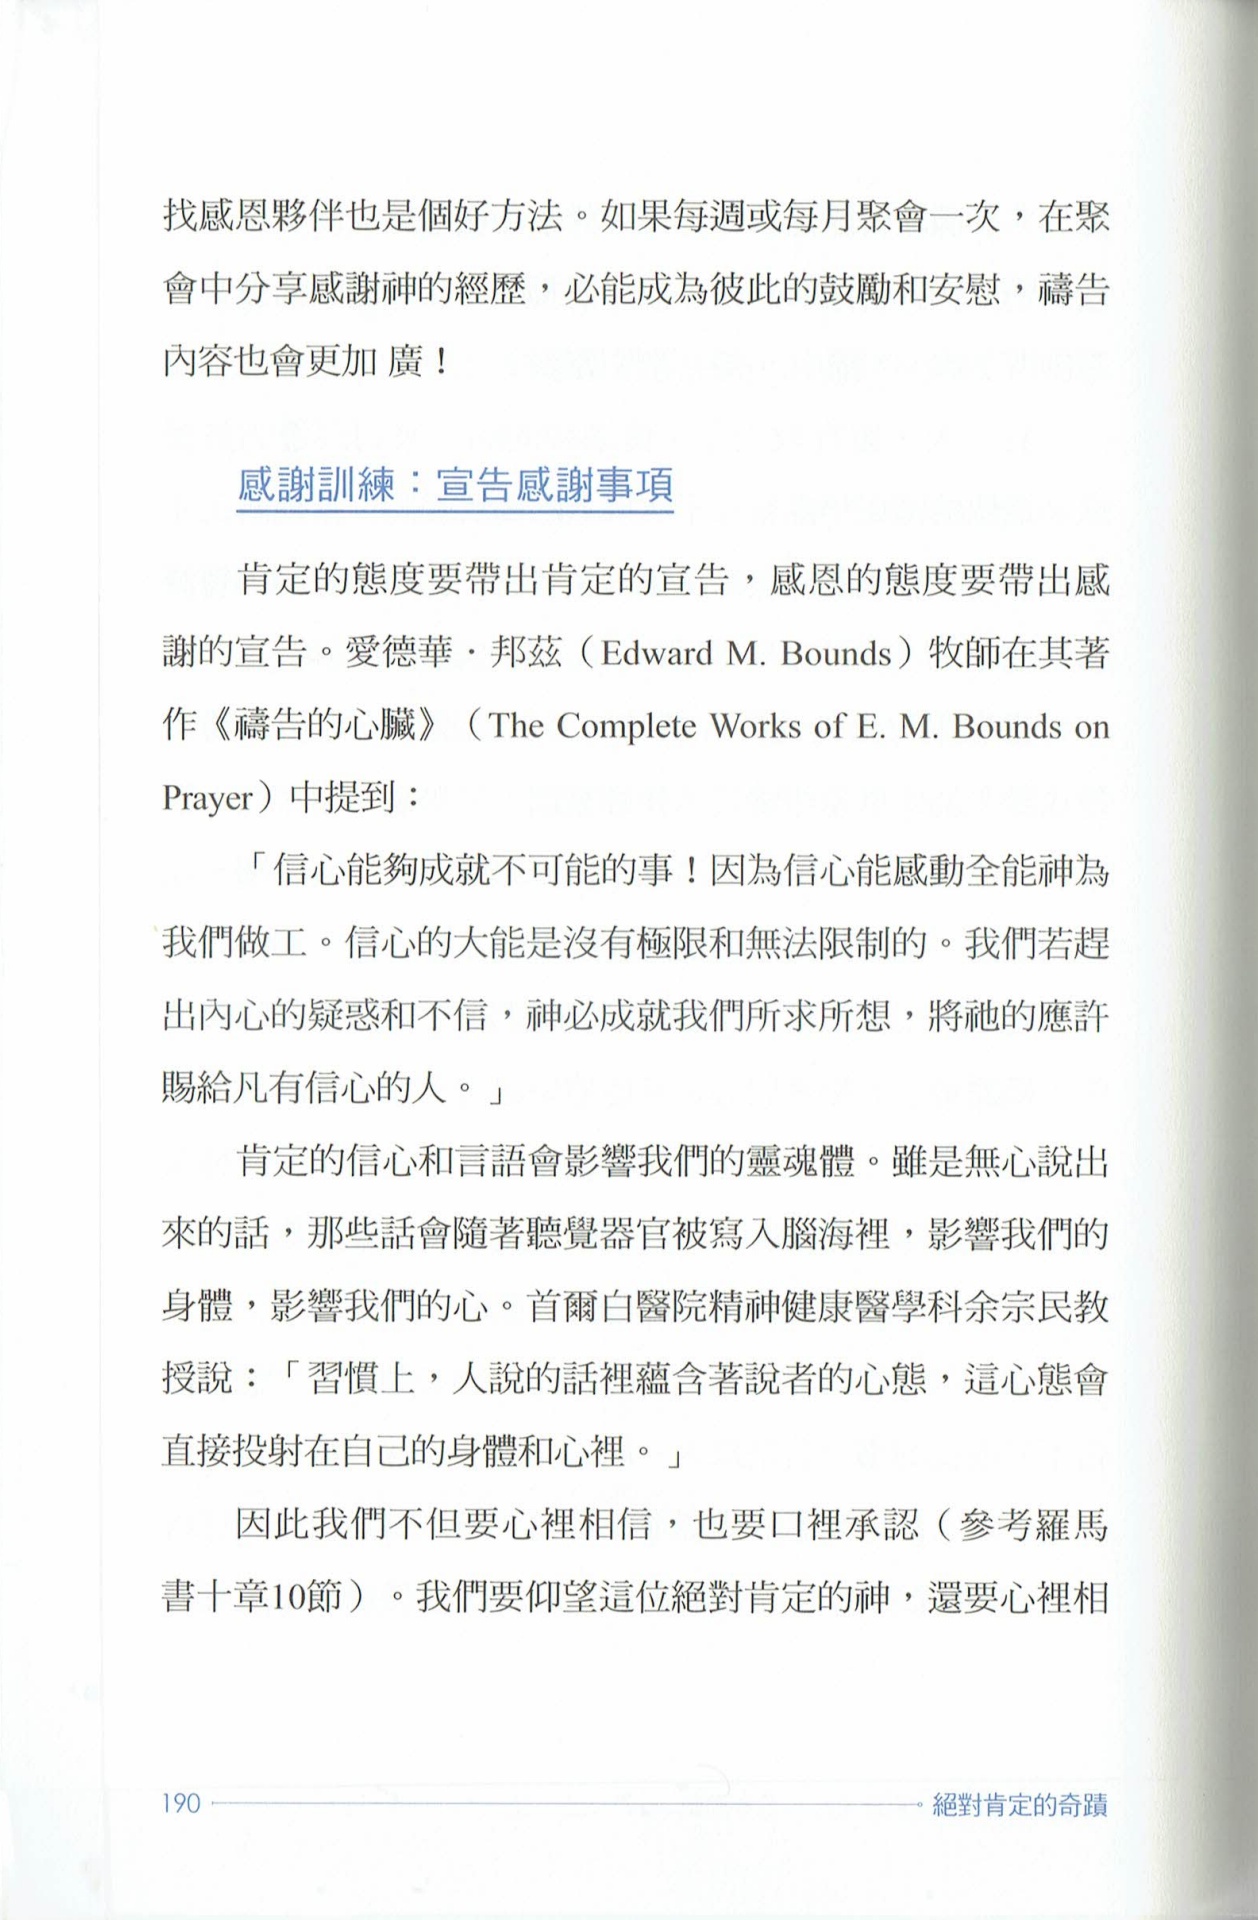 找感恩夥伴也是個好方法。如果每週或每月聚會一次，在聚
會中分享感謝神的經歷，必能成為彼此的鼓勵和安慰，禱告
內容也會更加 廣！
感謝訓練：宣告感謝事項
肯定的態度要帶出肯定的宣告，感恩的態度要帶出感
謝的宣告。愛德華．邦茲（Edward M. Bounds）牧師在其著
作《禱告的心臟》（The Complete Works of E. M. Bounds on
Prayer）中提到：
「信心能夠成就不可能的事！因為信心能感動全能神為
我們做工。信心的大能是沒有極限和無法限制的。我們若趕
出內心的疑惑和不信，神必成就我們所求所想，將祂的應許
賜給凡有信心的人。」
肯定的信心和言語會影響我們的靈魂體。雖是無心說出
來的話，那些話會隨著聽覺器官被寫入腦海裡，影響我們的
身體，影響我們的心。首爾白醫院精神健康醫學科余宗民教
授說：「習慣上，人說的話裡蘊含著說者的心態，這心態會
直接投射在自己的身體和心裡。」
因此我們不但要心裡相信，也要口裡承認（參考羅馬
書十章10節）。我們要仰望這位絕對肯定的神，還要心裡相
190 絕對肯定的奇蹟